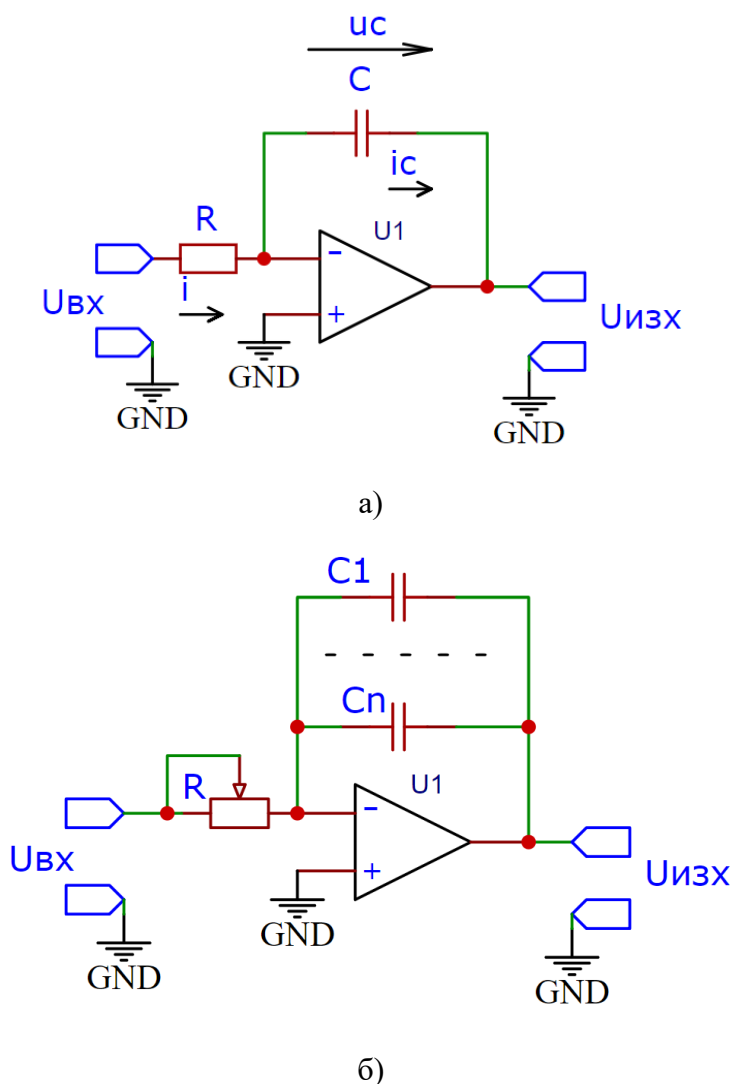 uc
C
ic
R
U1
i
Uвх
Uизх
-
+
GND
GND
GND
а)
C1
- - - - -
Cn
U1
R
Uвх
Uизх
-
+
GND
GND
GND
б)